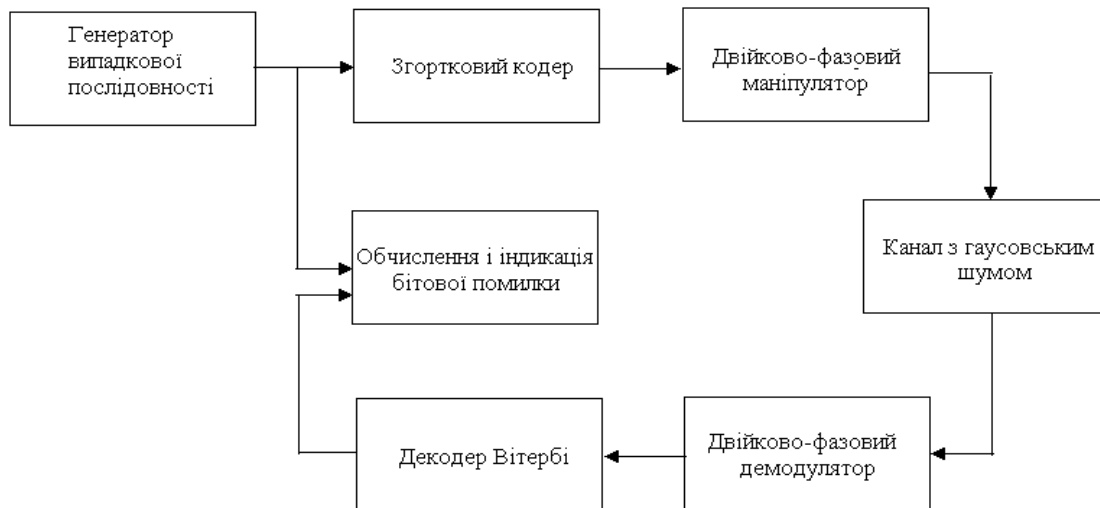 Генератор
випадкової
послідовності
Згортковий кодер
Двійково-фазовий
маніпулятор
Обчислення і індикація
бітової помилки
Канал з гаусовським
шумом
Декодер Вітербі
Двійково-фазовий
демодулятор